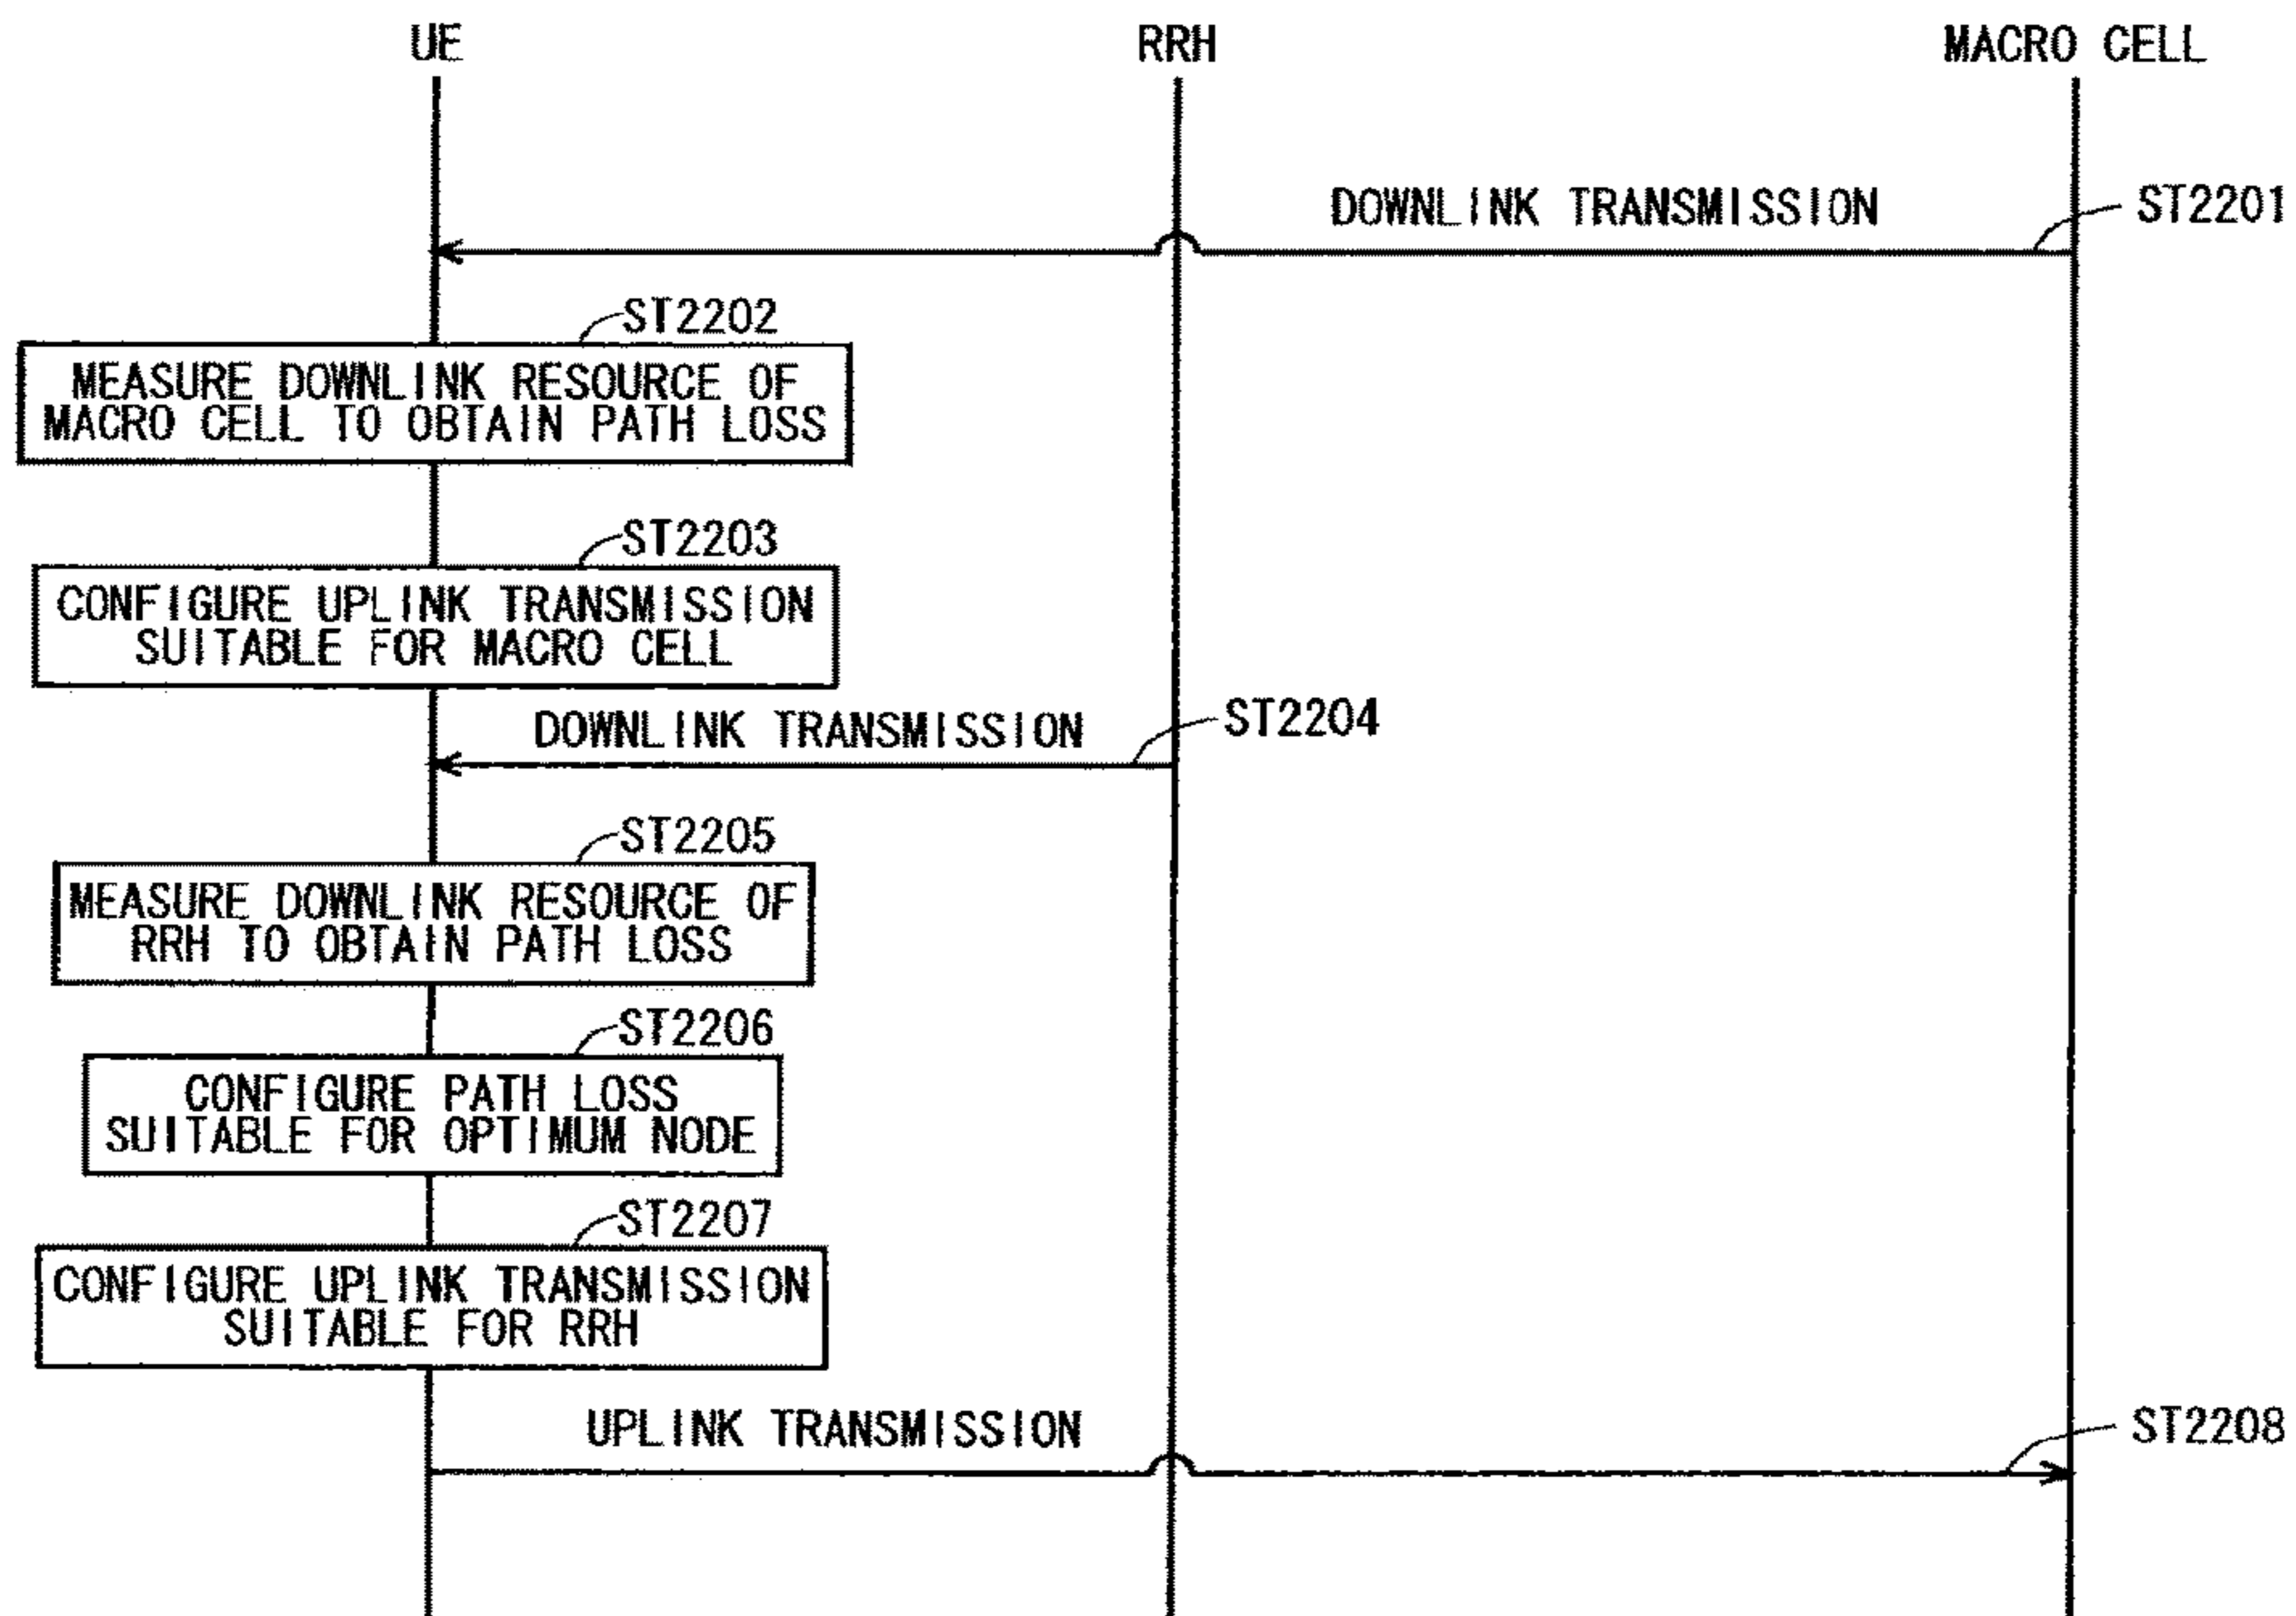 UE
RRH
MACRO CELL
DOWNLINK TRANSMISSION
ST2201
ST2202
MEASURE DOWNLINK RESOURCE OF
MACRO CELL TO OBTAIN PATH LOSS
ST2203
CONFIGURE UPLINK TRANSMISSION
SUITABLE FOR MACRO CELL
DOWNLINK TRANSMISSION
ST2204
ST2205
MEASURE DOWNLINK RESOURCE OF
RRH TO OBTAIN PATH LOSS
ST2206
CONFIGURE PATH LOSS
SUITABLE FOR OPTIMUM NODE
ST2207
CONFIGURE UPLINK TRANSMISSION
SUITABLE FOR RRH
UPLINK TRANSMISSION
ST2208